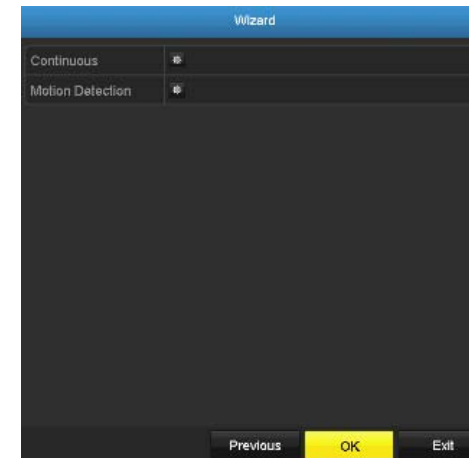 Wizard
Continuous
Motion Detection
Previous
OK
Exit